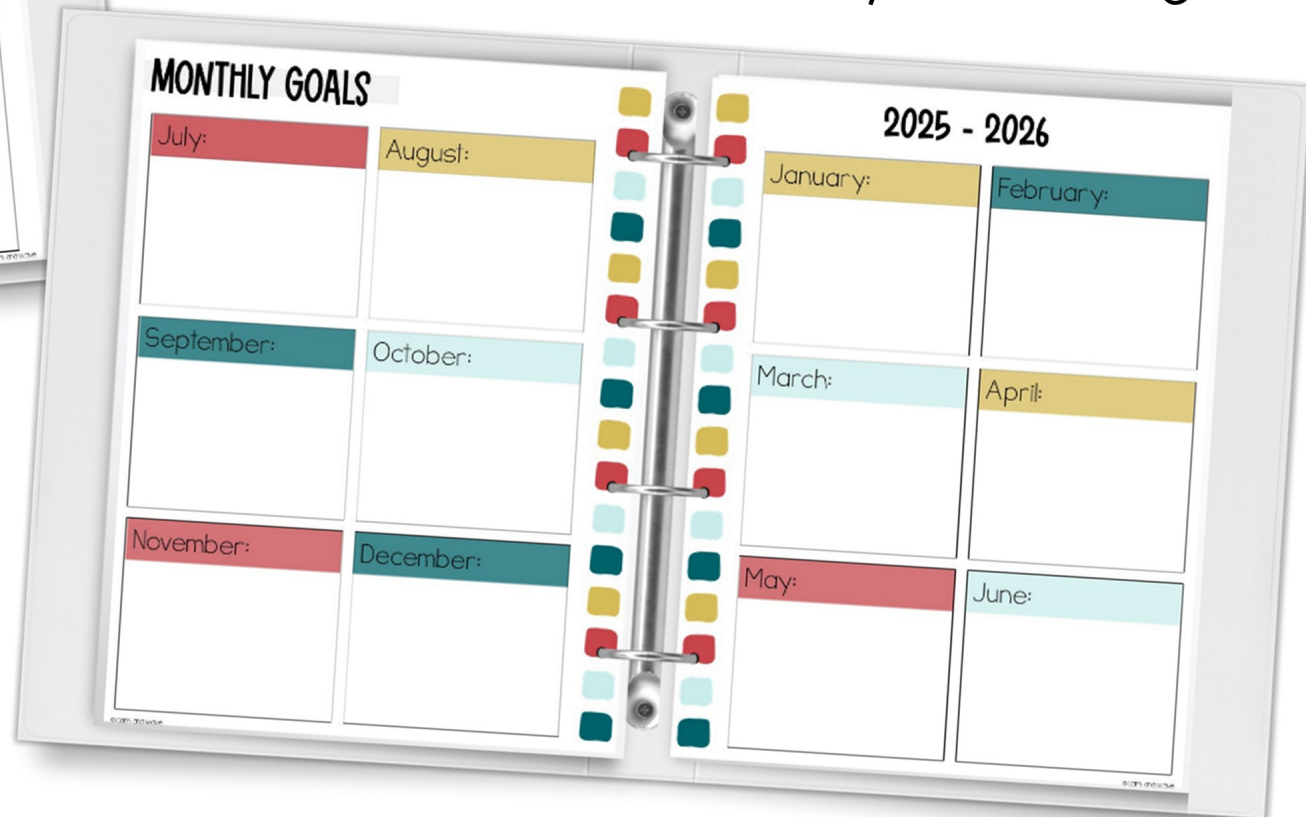 MONTHLY GOALS
July:
August:
September:
October:
November:
December:
2025 - 2026
January:
February:
March:
April:
May:
June: